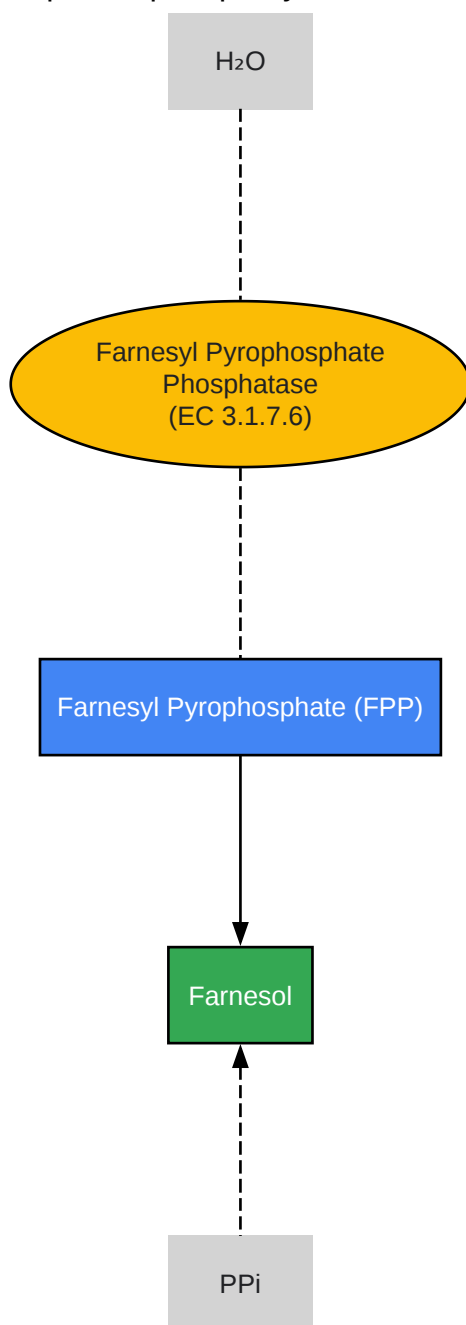 H₂O
Farnesyl Pyrophosphate
Phosphatase
(EC 3.1.7.6)
Farnesyl Pyrophosphate (FPP)
Farnesol
PPi